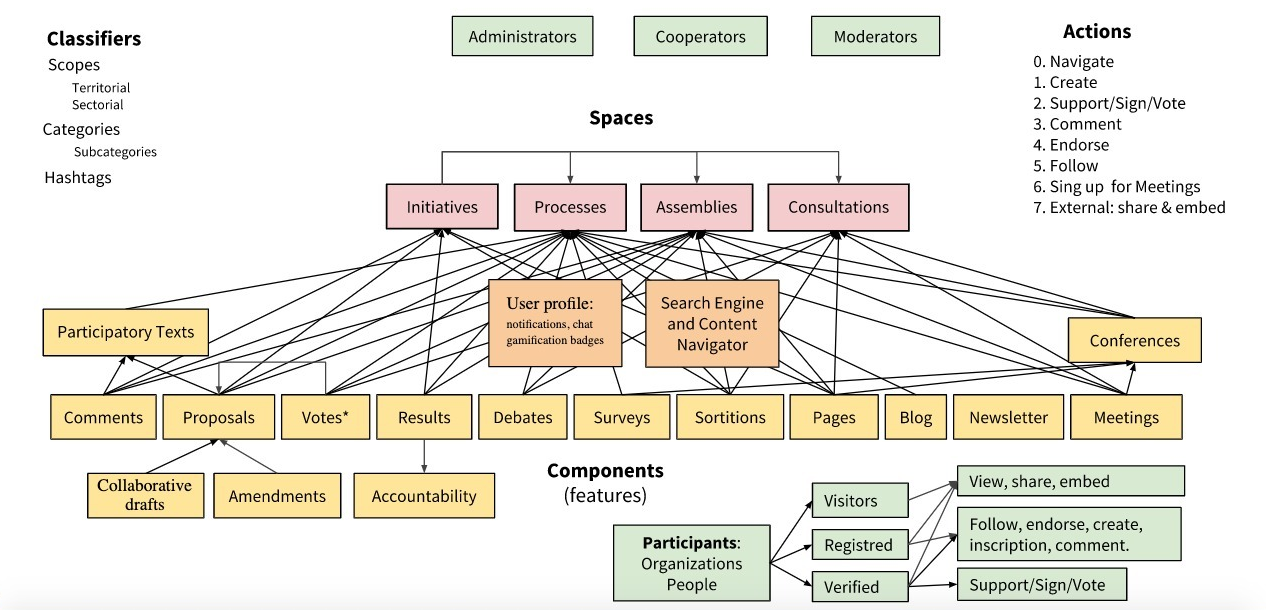 Classifiers
Scopes
Territorial
Sectorial
Categories
Subcategories
Hashtags
Administrators
Cooperators
Moderators
Actions
0. Navigate
1. Create
2. Support/Sign/Vote
3. Comment
4. Endorse
5. Follow
6. Sing up for Meetings
7. External: share & embed
Spaces
Initiatives
Processes
Assemblies
Consultations
User profile:
notifications, chat
gamification badges
Search Engine
and Content
Navigator
Participatory Texts
Conferences
Comments
Proposals
Votes*
Results
Debates
Surveys
Sortitions
Pages
Blog
Newsletter
Meetings
Collaborative
drafts
Amendments
Accountability
Components
(features)
Participants:
Organizations
People
Visitors
Registred
Verified
View, share, embed
Follow, endorse, create,
inscription, comment.
Support/Sign/Vote